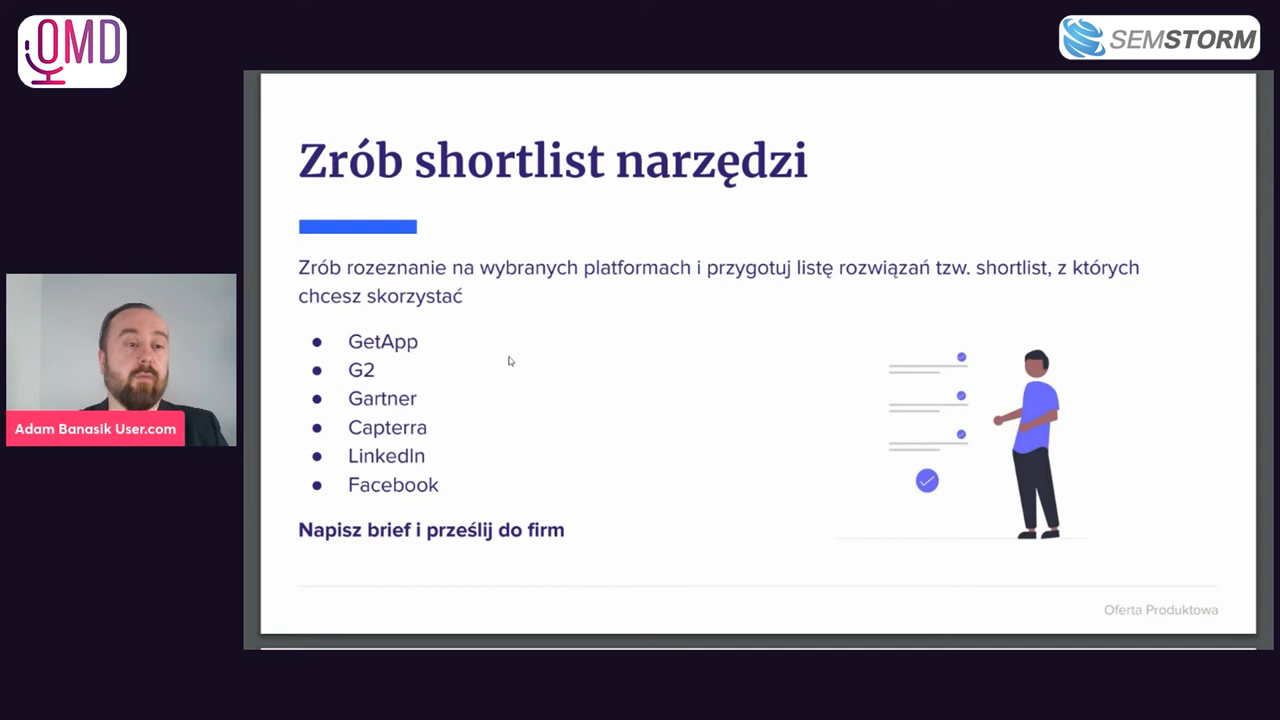 OMD
SEMSTORM
Zrób shortlist narzędzi
Zrób rozeznanie na wybranych platformach i przygotuj listę rozwiązań tzw. shortlist, z których
chcesz skorzystać
● GetApp
● G2
● Gartner
● Capterra
● LinkedIn
● Facebook
Napisz brief i prześlij do firm
Oferta Produktowa
Adam Banasik User.com